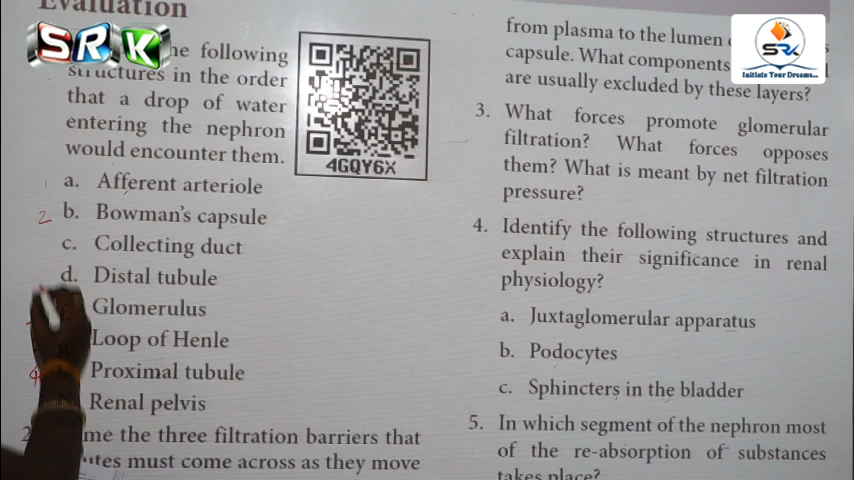 Evaluation
SRK
he following
structures in the order
that a drop of water
entering the nephron
would encounter them.
4GQY6X
1 a. Afferent arteriole
2 b. Bowman's capsule
c. Collecting duct
d. Distal tubule
Glomerulus
Loop of Henle
4 Proximal tubule
Renal pelvis
2 me the three filtration barriers that
utes must come across as they move
from plasma to the lumen s
capsule. What components
are usually excluded by these layers?
3. What forces promote glomerular
filtration? What forces opposes
them? What is meant by net filtration
pressure?
4. Identify the following structures and
explain their significance in renal
physiology?
a. Juxtaglomerular apparatus
b. Podocytes
c. Sphincters in the bladder
5. In which segment of the nephron most
of the re-absorption of substances
takes place?
SRK
Initiate Your Dreams...